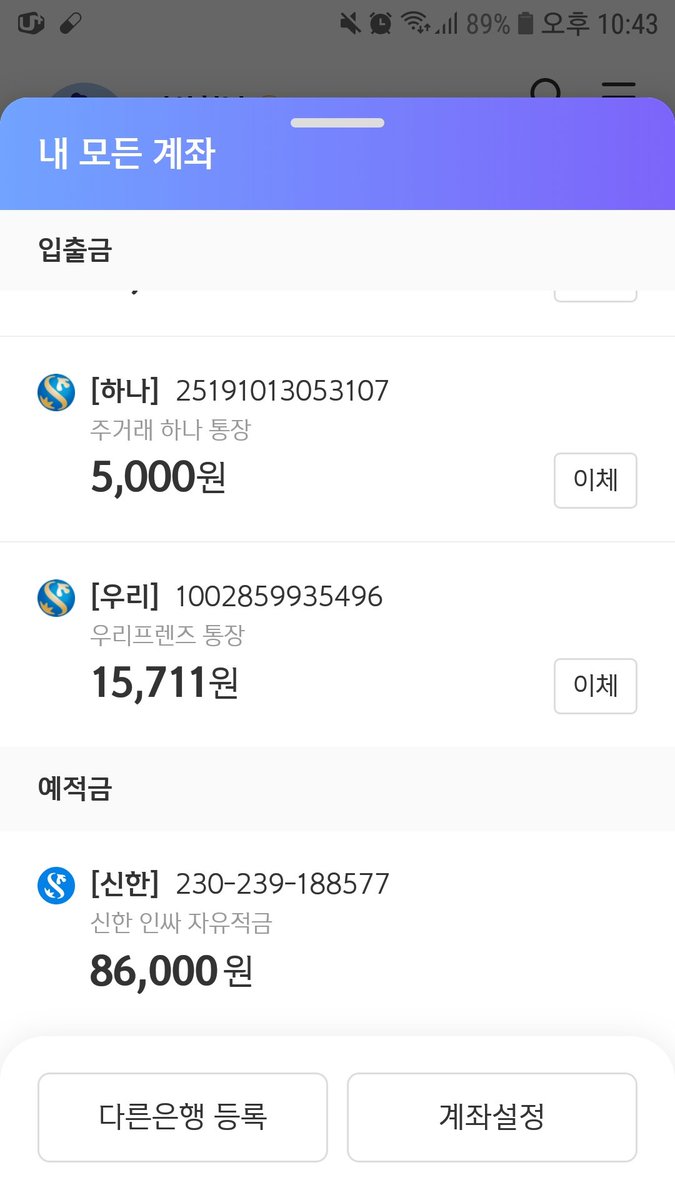 89% 오후 10:43
내 모든 계좌
입출금
[하나] 25191013053107
주거래 하나 통장
5,000원
이체
[우리] 1002859935496
우리프렌즈 통장
15,711원
이체
예적금
[신한] 230-239-188577
신한 인싸 자유적금
86,000원
다른은행 등록
계좌설정